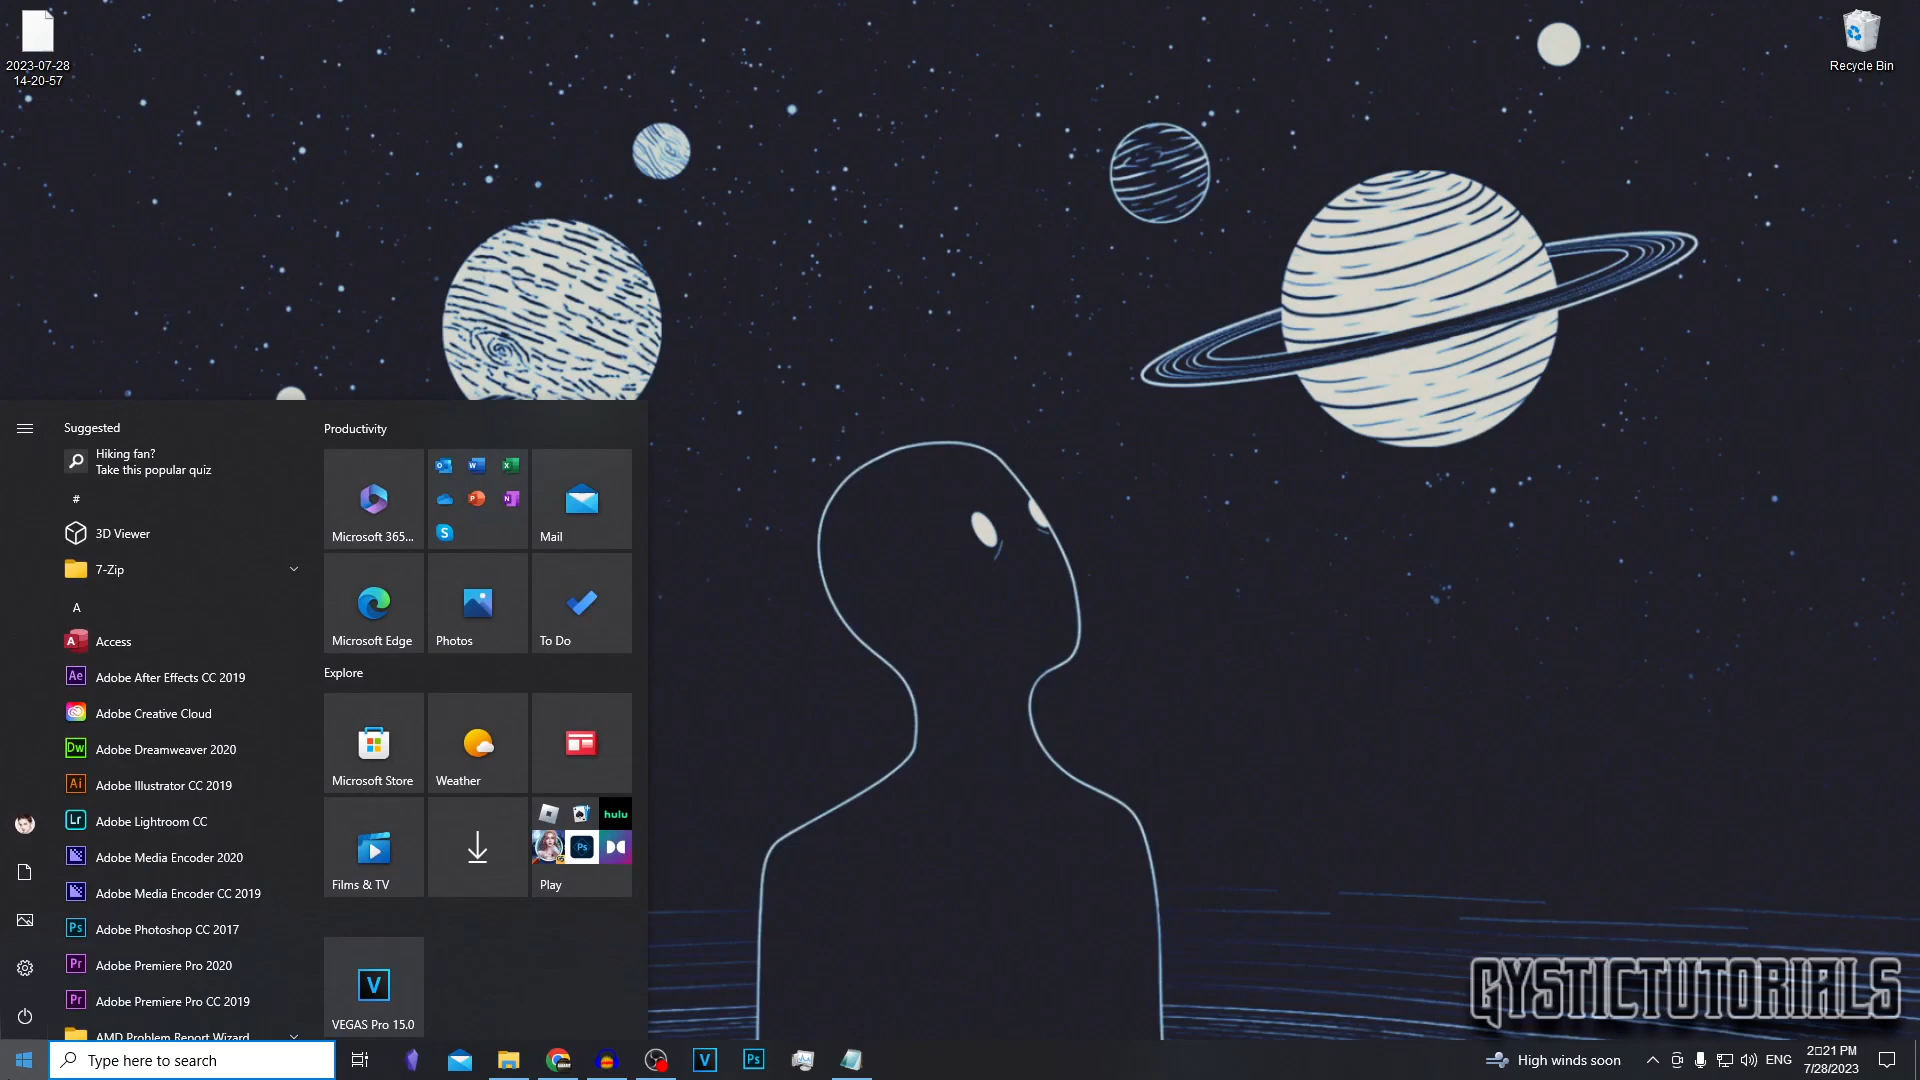 2023-07-28
14-20-57
Recycle Bin
Suggested
Hiking fan?
Take this popular quiz
#
3D Viewer
7-Zip
A
Access
Adobe After Effects CC 2019
Adobe Creative Cloud
Adobe Dreamweaver 2020
Adobe Illustrator CC 2019
Adobe Lightroom CC
Adobe Media Encoder 2020
Adobe Media Encoder CC 2019
Adobe Photoshop CC 2017
Adobe Premiere Pro 2020
Adobe Premiere Pro CC 2019
AMD Problem Report Wizard
Productivity
Microsoft 365...
Mail
Microsoft Edge
Photos
To Do
Explore
Microsoft Store
Weather
Films & TV
hulu
Play
VEGAS Pro 15.0
GYSTICTUTORIALS
Type here to search
High winds soon
ENG
2:21 PM
7/28/2023